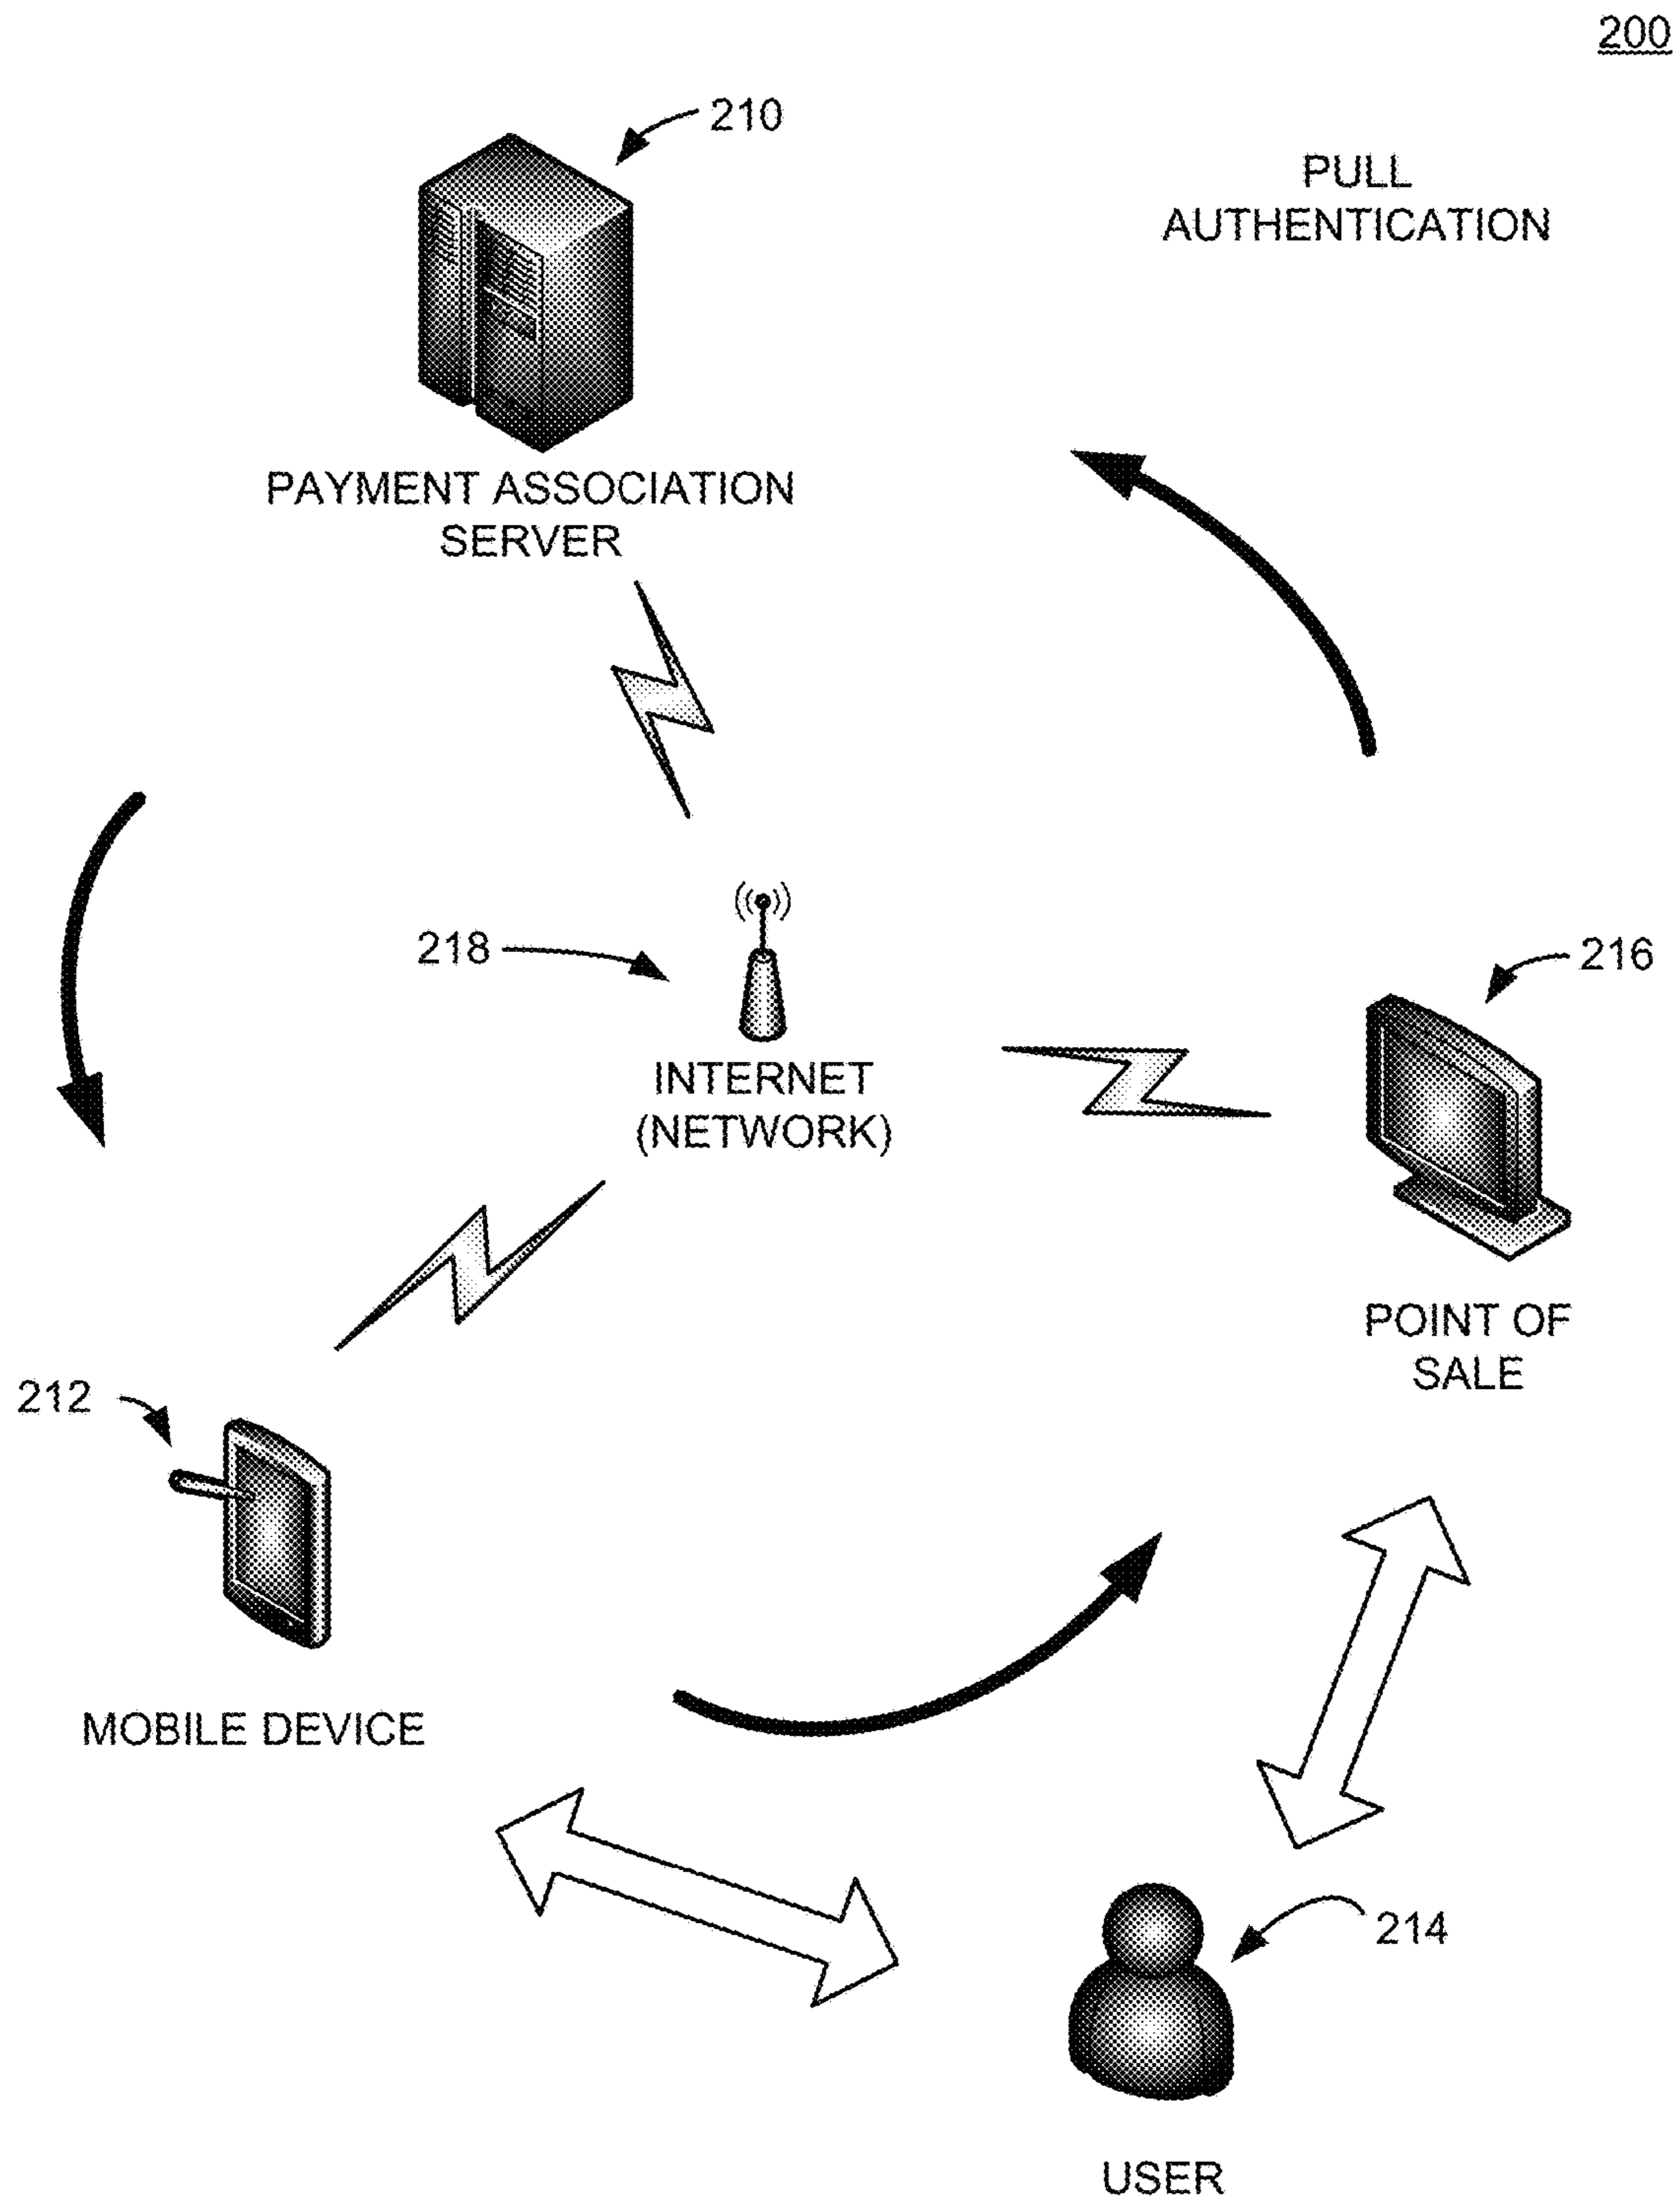 200
210
PULL
AUTHENTICATION
PAYMENT ASSOCIATION
SERVER
218
216
INTERNET
(NETWORK)
POINT OF
SALE
212
MOBILE DEVICE
214
USER